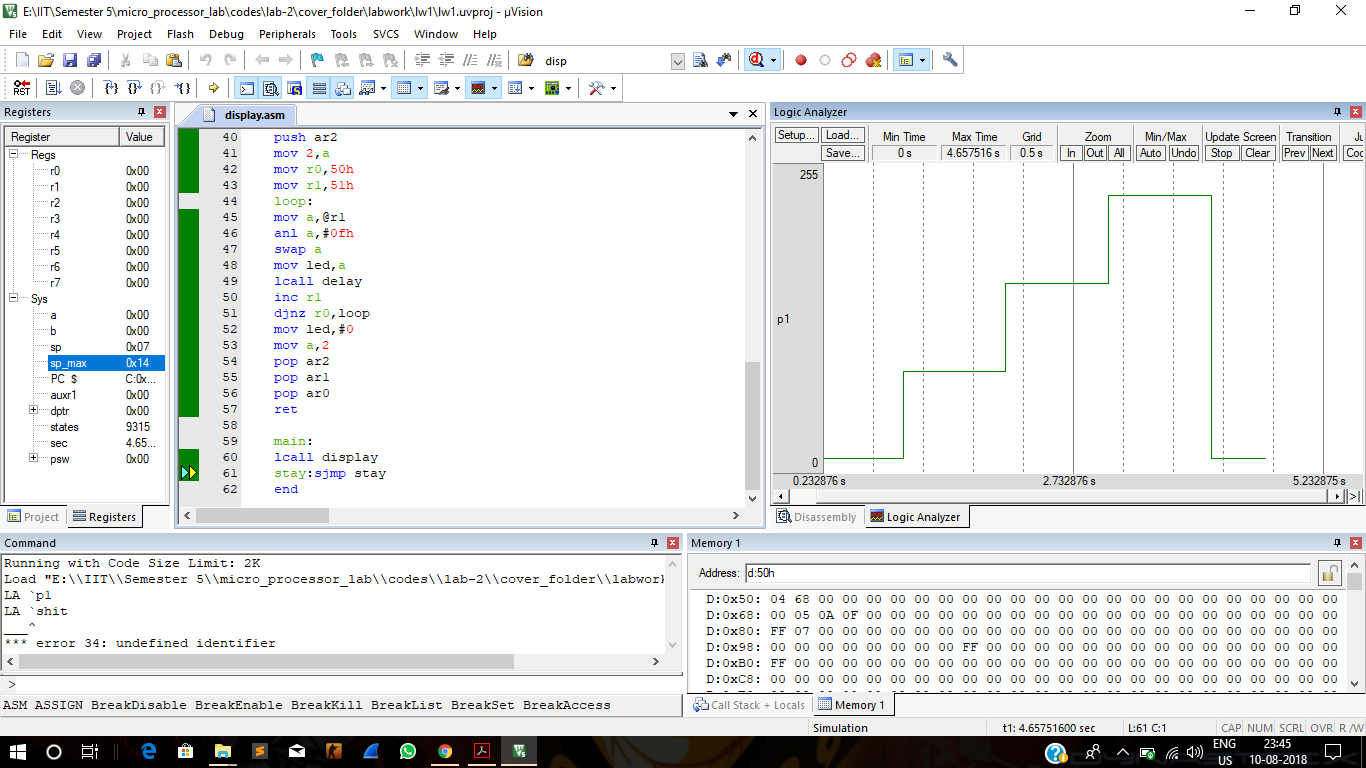 E:\IIT\Semester 5\micro_processor_lab\codes\lab-2\cover_folder\labwork\lw1\lw1.uvproj - µVision
File Edit View Project Flash Debug Peripherals Tools SVCS Window Help
disp
RST
Registers
Register Value
Regs
r0 0x00
r1 0x00
r2 0x00
r3 0x00
r4 0x00
r5 0x00
r6 0x00
r7 0x00
Sys
a 0x00
b 0x00
sp 0x07
sp_max 0x14
PC $ C:0x...
auxr1 0x00
dptr 0x00
states 9315
sec 4.65...
psw 0x00
Project Registers
display.asm
40 push ar2
41 mov 2,a
42 mov r0,50h
43 mov r1,51h
44 loop:
45 mov a,@r1
46 anl a,#0fh
47 swap a
48 mov led,a
49 lcall delay
50 inc r1
51 djnz r0,loop
52 mov led,#0
53 mov a,2
54 pop ar2
55 pop ar1
56 pop ar0
57 ret
58
59 main:
60 lcall display
61 stay:sjmp stay
62 end
Logic Analyzer
Setup... Load... Min Time Max Time Grid Zoom Min/Max Update Screen Transition Ju
Save... 0 s 4.657516 s 0.5 s In Out All Auto Undo Stop Clear Prev Next Coc
255
p1
0
0.232876 s 2.732876 s 5.232875 s
Disassembly Logic Analyzer
Command
Running with Code Size Limit: 2K
Load "E:\\IIT\\Semester 5\\micro_processor_lab\\codes\\lab-2\\cover_folder\\labwork
LA `p1
LA `shit
___^
*** error 34: undefined identifier
>
ASM ASSIGN BreakDisable BreakEnable BreakKill BreakList BreakSet BreakAccess
Memory 1
Address: d:50h
D:0x50: 04 68 00 00 00 00 00 00 00 00 00 00 00 00 00 00 00 00 00 00 00 00 00 00
D:0x68: 00 05 0A 0F 00 00 00 00 00 00 00 00 00 00 00 00 00 00 00 00 00 00 00 00
D:0x80: FF 07 00 00 00 00 00 00 00 00 00 00 00 00 00 00 00 00 00 00 00 00 00 00
D:0x98: 00 00 00 00 00 00 00 00 FF 00 00 00 00 00 00 00 00 00 00 00 00 00 00 00
D:0xB0: FF 00 00 00 00 00 00 00 00 00 00 00 00 00 00 00 00 00 00 00 00 00 00 00
D:0xC8: 00 00 00 00 00 00 00 00 00 00 00 00 00 00 00 00 00 00 00 00 00 00 00 00
Call Stack + Locals Memory 1
Simulation t1: 4.65751600 sec L:61 C:1 CAP NUM SCRL OVR R/W
ENG 23:45
US 10-08-2018